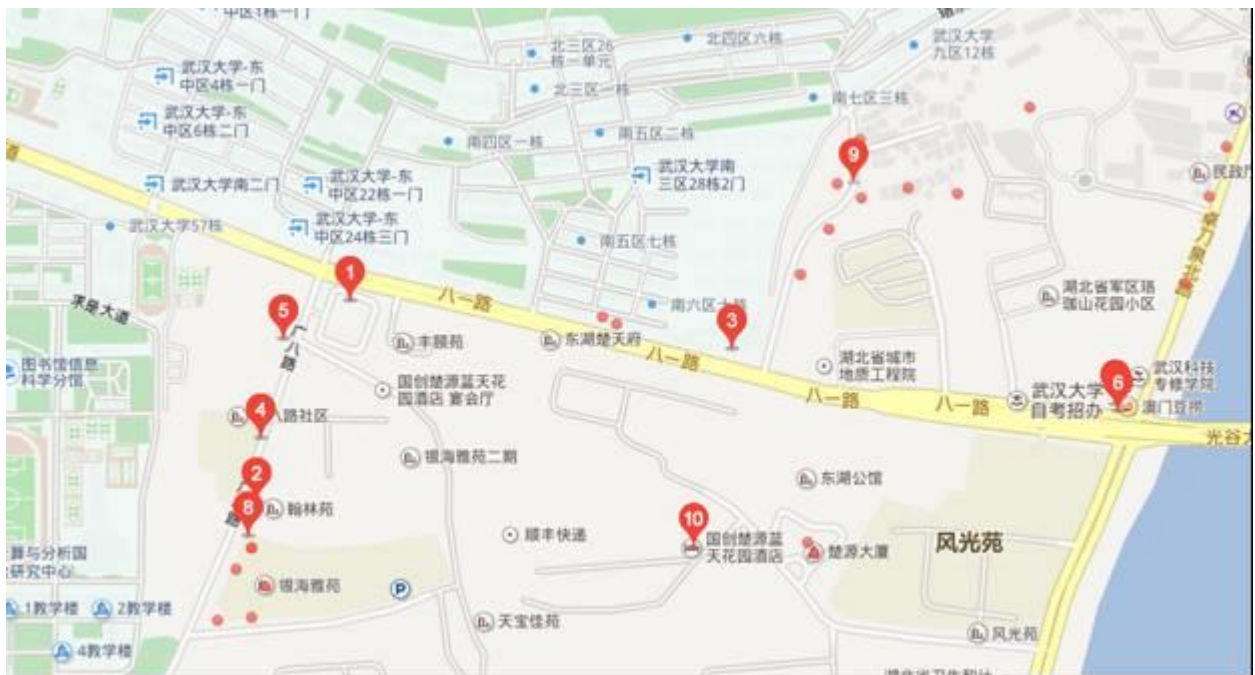 中区1栋一门
北三区26
栋一单元
北四区六栋
武汉大学
九区12栋
武汉大学-东
中区4栋一门
北三区一栋
南七区三栋
武汉大学-东
中区6栋二门
南四区一栋
南五区二栋
武汉大学南二门
武汉大学-东
中区22栋一门
武汉大学南
三区28栋2门
9
民政厅
武汉大学57栋
武汉大学-东
中区24栋三门
南五区七栋
卓刀泉北路
1
八一路
南六区十栋
湖北省军区珞
珈山花园小区
求是大道
5
广八路
丰颐苑
东湖楚天府
3
八一路
湖北省城市
地质工程院
图书馆信息
科学分馆
国创楚源蓝天花
园酒店 宴会厅
八一路
八一路
武汉大学
自考招办
6
武汉科技
专修学院
澳门豆捞
4
八路社区
光谷大
银海雅苑二期
东湖公馆
2
8
翰林苑
路
顺丰快递
10
国创楚源蓝
天花园酒店
楚源大厦
风光苑
算与分析国
研究中心
银海雅苑
P
1教学楼
2教学楼
天宝佳苑
风光苑
4教学楼